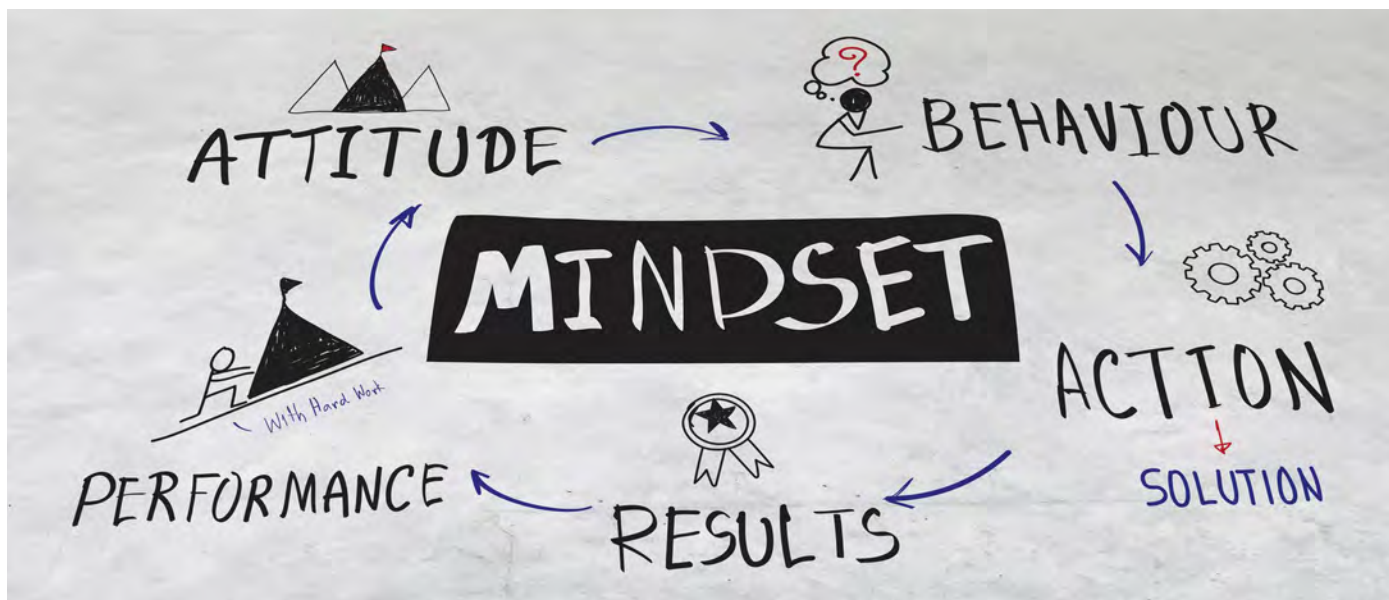 ATTITUDE
?
BEHAVIOUR
MINDSET
ACTION
SOLUTION
RESULTS
With Hard Work
PERFORMANCE